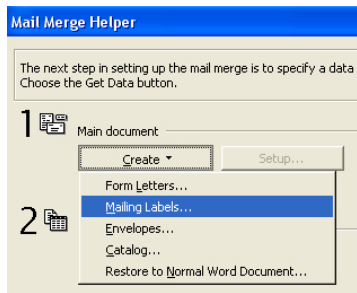 Mail Merge Helper
The next step in setting up the mail merge is to specify a data
Choose the Get Data button.
1
Main document
Create
Setup...
Form Letters...
Mailing Labels...
2
Envelopes...
Catalog...
Restore to Normal Word Document...